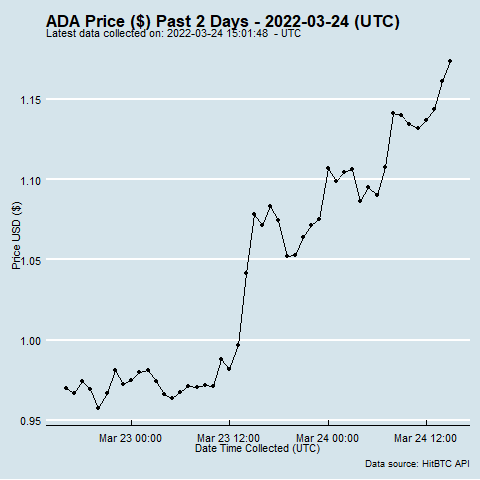 ADA Price ($) Past 2 Days - 2022-03-24 (UTC)
Latest data collected on: 2022-03-24 15:01:48  - UTC
Price USD ($)
1.15
1.10
1.05
1.00
0.95
Mar 23 00:00 Mar 23 12:00 Mar 24 00:00 Mar 24 12:00
Date Time Collected (UTC)
Data source: HitBTC API